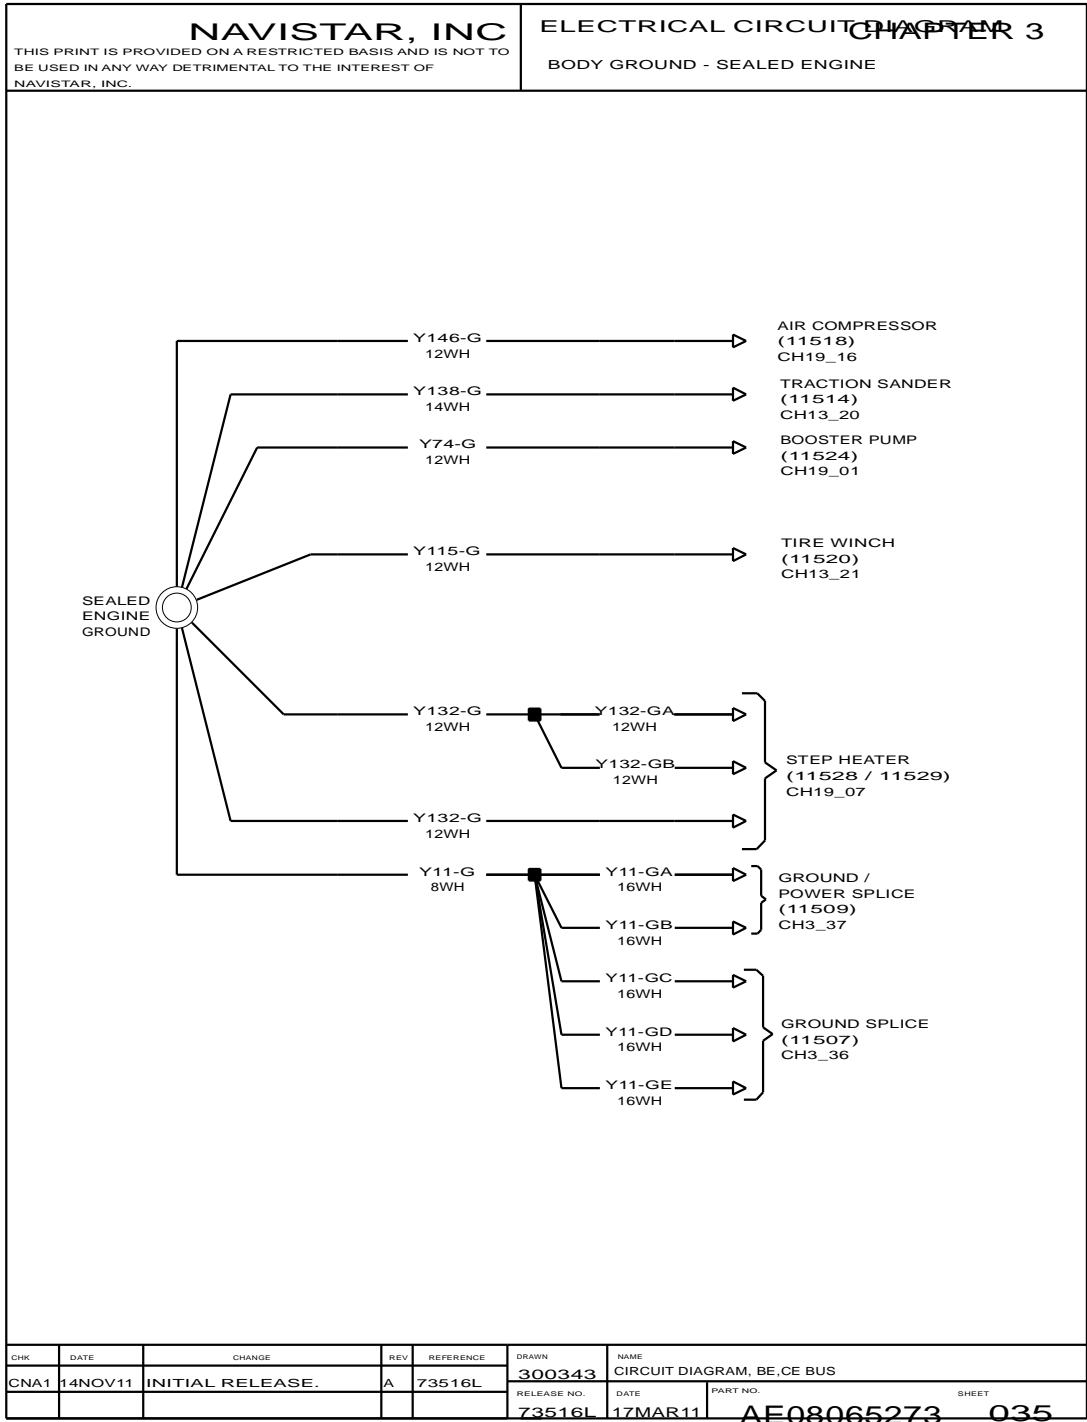 NAVISTAR, INC
THIS PRINT IS PROVIDED ON A RESTRICTED BASIS AND IS NOT TO
BE USED IN ANY WAY DETRIMENTAL TO THE INTEREST OF
NAVISTAR, INC.
ELECTRICAL CIRCUIT DIAGRAM
CHAPTER 3
BODY GROUND - SEALED ENGINE
Y146-G
12WH
AIR COMPRESSOR
(11518)
CH19_16
Y138-G
14WH
TRACTION SANDER
(11514)
CH13_20
Y74-G
12WH
BOOSTER PUMP
(11524)
CH19_01
Y115-G
12WH
TIRE WINCH
(11520)
CH13_21
SEALED
ENGINE
GROUND
Y132-G
12WH
Y132-GA
12WH
Y132-GB
12WH
STEP HEATER
(11528 / 11529)
CH19_07
Y132-G
12WH
Y11-G
8WH
Y11-GA
16WH
Y11-GB
16WH
GROUND /
POWER SPLICE
(11509)
CH3_37
Y11-GC
16WH
Y11-GD
16WH
Y11-GE
16WH
GROUND SPLICE
(11507)
CH3_36
CHK DATE CHANGE REV REFERENCE
CNA1 14NOV11 INITIAL RELEASE. A 73516L
DRAWN
300343
NAME
CIRCUIT DIAGRAM, BE,CE BUS
RELEASE NO.
73516L
DATE
17MAR11
PART NO.
AE08065273
SHEET
035